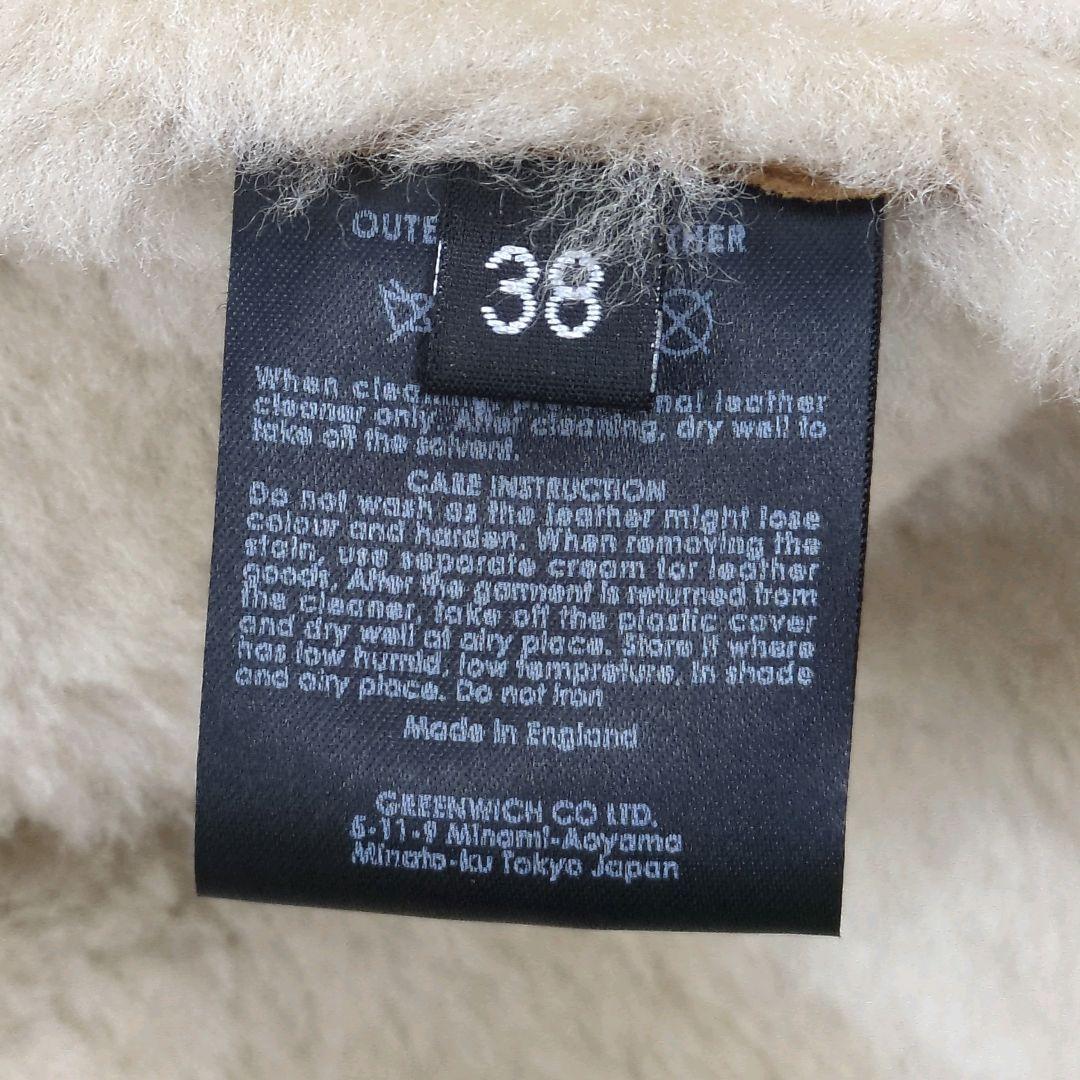 OUTE THER
38
When clea nal leather
cleaner only. After cleaning, dry well to
take off the solvent.
CARE INSTRUCTION
Do not wash as the leather might lose
colour and harden. When removing the
stain, use separate cream for leather
goods. After the garment is returned from
the cleaner, take off the plastic cover
and dry well at airy place. Store it where
has low humid, low temprature, in shade
and airy place. Do not Iron
Made In England
GREENWICH CO LTD.
6-11-9 Minami-Aoyama
Minato-ku Tokyo Japan